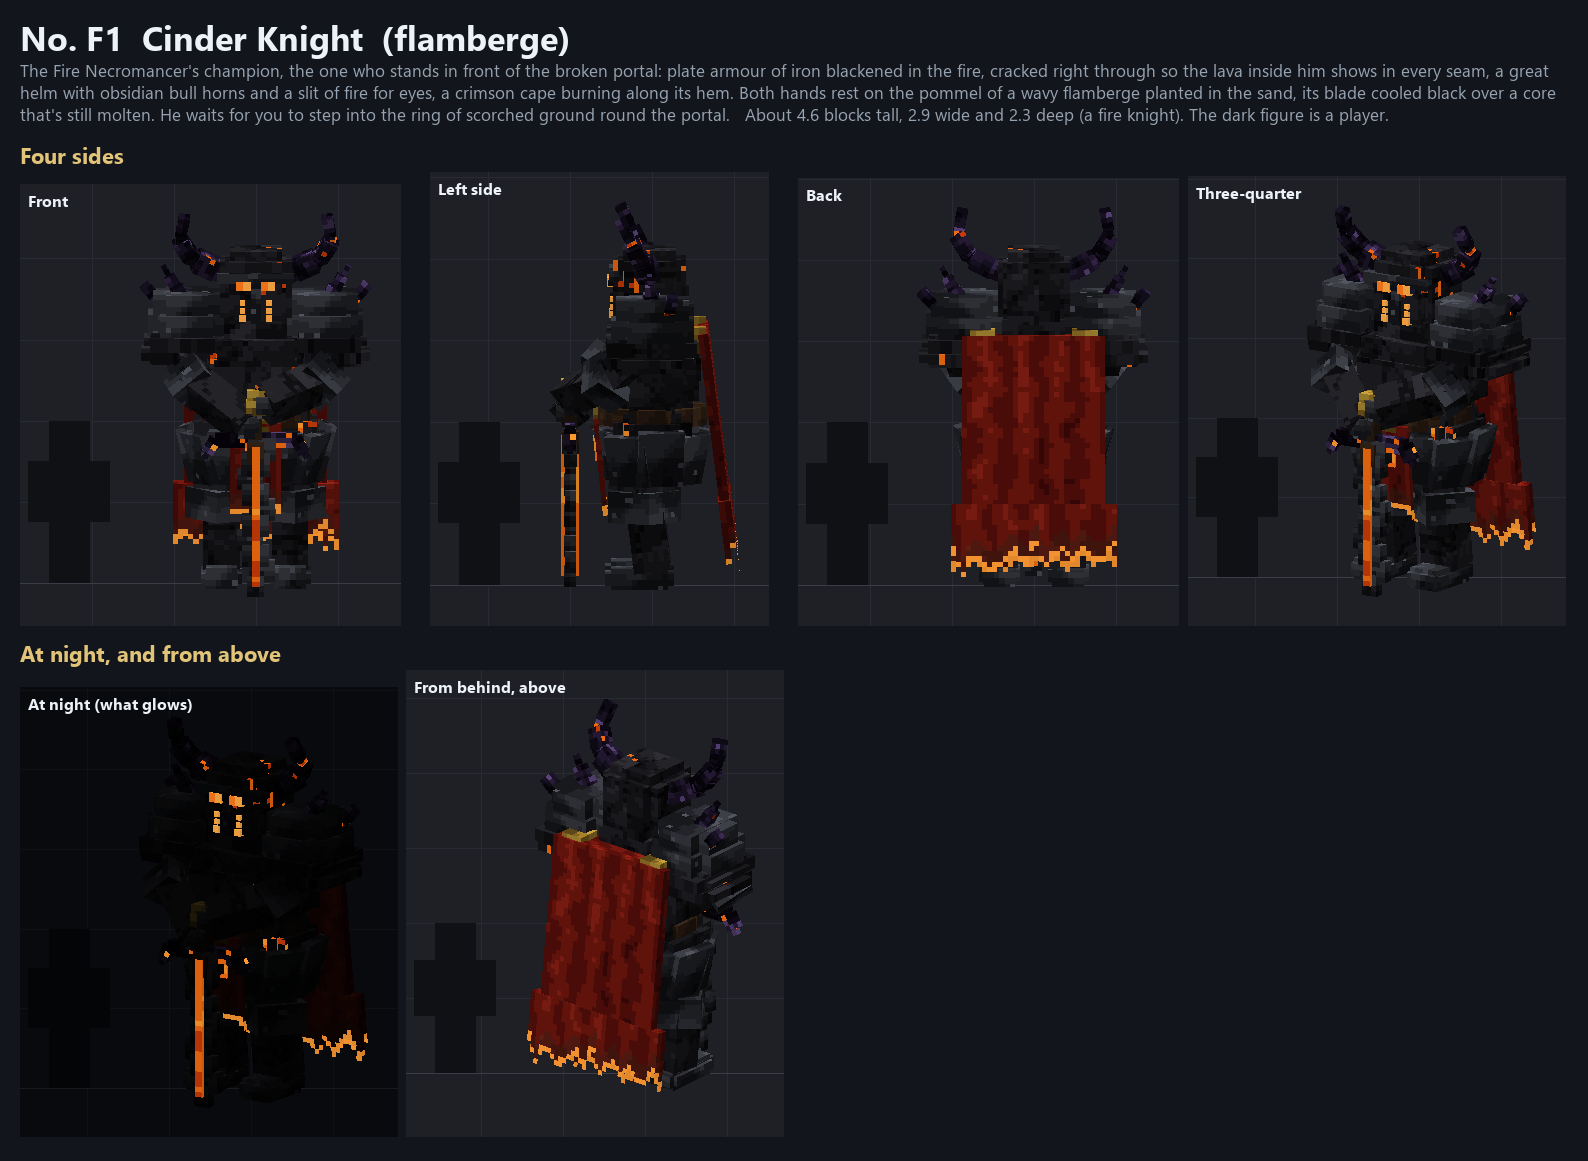 No. F1 Cinder Knight (flamberge)
The Fire Necromancer's champion, the one who stands in front of the broken portal: plate armour of iron blackened in the fire, cracked right through so the lava inside him shows in every seam, a great
helm with obsidian bull horns and a slit of fire for eyes, a crimson cape burning along its hem. Both hands rest on the pommel of a wavy flamberge planted in the sand, its blade cooled black over a core
that's still molten. He waits for you to step into the ring of scorched ground round the portal. About 4.6 blocks tall, 2.9 wide and 2.3 deep (a fire knight). The dark figure is a player.
Four sides
Front
Left side
Back
Three-quarter
At night, and from above
At night (what glows)
From behind, above